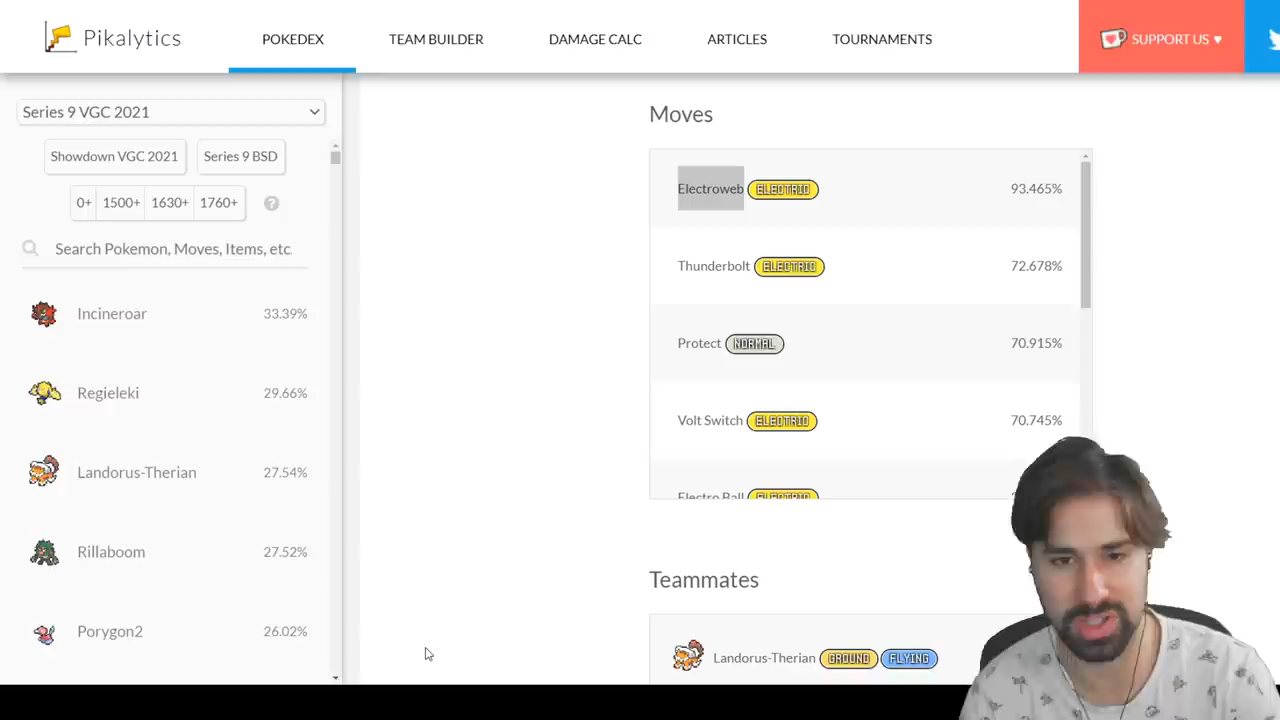 Pikalytics
POKEDEX
TEAM BUILDER
DAMAGE CALC
ARTICLES
TOURNAMENTS
SUPPORT US ♥
Series 9 VGC 2021
Showdown VGC 2021
Series 9 BSD
0+
1500+
1630+
1760+
?
Search Pokemon, Moves, Items, etc.
Incineroar 33.39%
Regieleki 29.66%
Landorus-Therian 27.54%
Rillaboom 27.52%
Porygon2 26.02%
Moves
Electroweb ELECTRIC 93.465%
Thunderbolt ELECTRIC 72.678%
Protect NORMAL 70.915%
Volt Switch ELECTRIC 70.745%
Electro Ball ELECTRIC
Teammates
Landorus-Therian GROUND FLYING